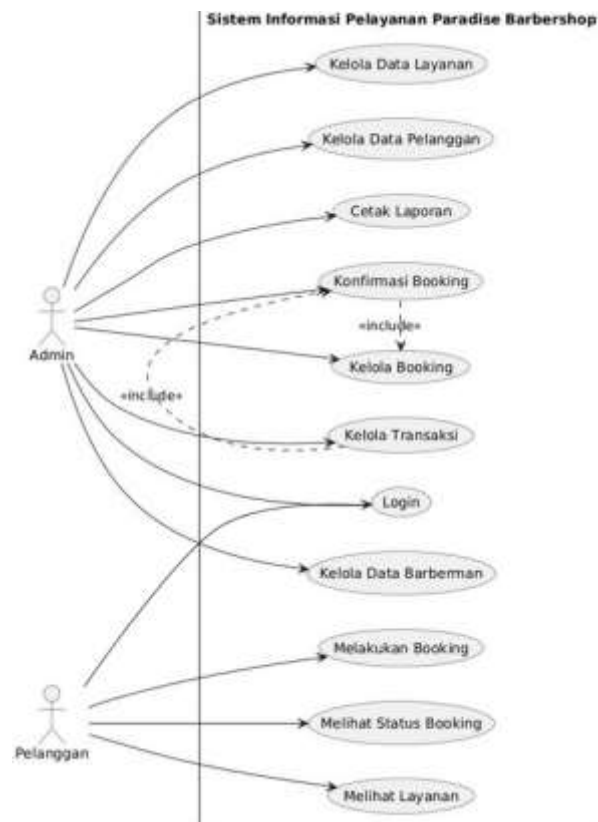 Sistem Informasi Pelayanan Paradise Barbershop
Kelola Data Layanan
Kelola Data Pelanggan
Cetak Laporan
Konfirmasi Booking
«include»
Admin
Kelola Booking
«include»
Kelola Transaksi
Login
Kelola Data Barberman
Melakukan Booking
Melihat Status Booking
Pelanggan
Melihat Layanan